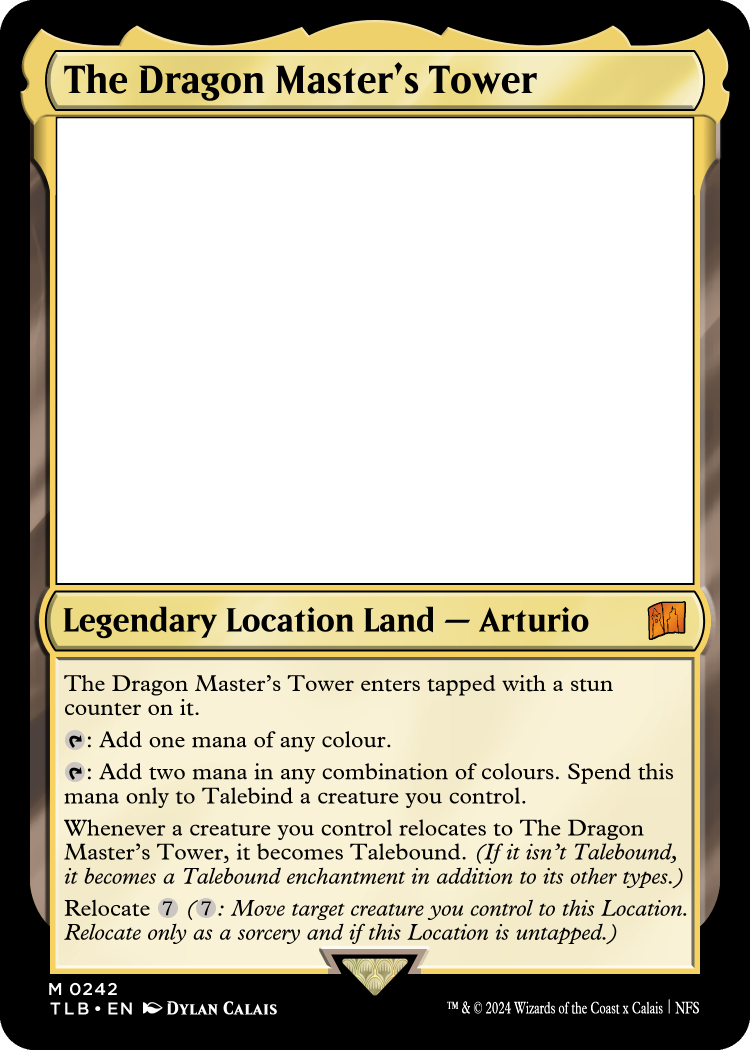 The Dragon Master's Tower
Legendary Location Land — Arturio
The Dragon Master's Tower enters tapped with a stun
counter on it.
: Add one mana of any colour.
: Add two mana in any combination of colours. Spend this
mana only to Talebind a creature you control.
Whenever a creature you control relocates to The Dragon
Master's Tower, it becomes Talebound. (If it isn't Talebound,
it becomes a Talebound enchantment in addition to its other types.)
Relocate 7 (7: Move target creature you control to this Location.
Relocate only as a sorcery and if this Location is untapped.)
M 0242
TLB • EN Dylan Calais
™ & © 2024 Wizards of the Coast x Calais | NFS